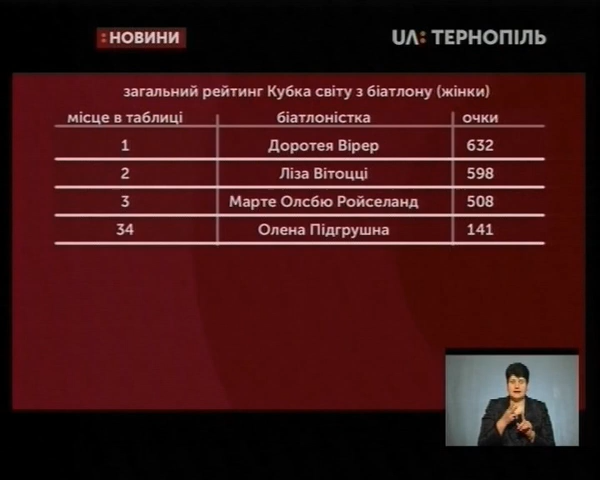 :НОВИНИ
UA: ТЕРНОПІЛЬ
загальний рейтинг Кубка світу з біатлону (жінки)
місце в таблиці біатлоністка очки
1 Доротея Вірер 632
2 Ліза Вітоцці 598
3 Марте Олсбю Ройселанд 508
34 Олена Підгрушна 141